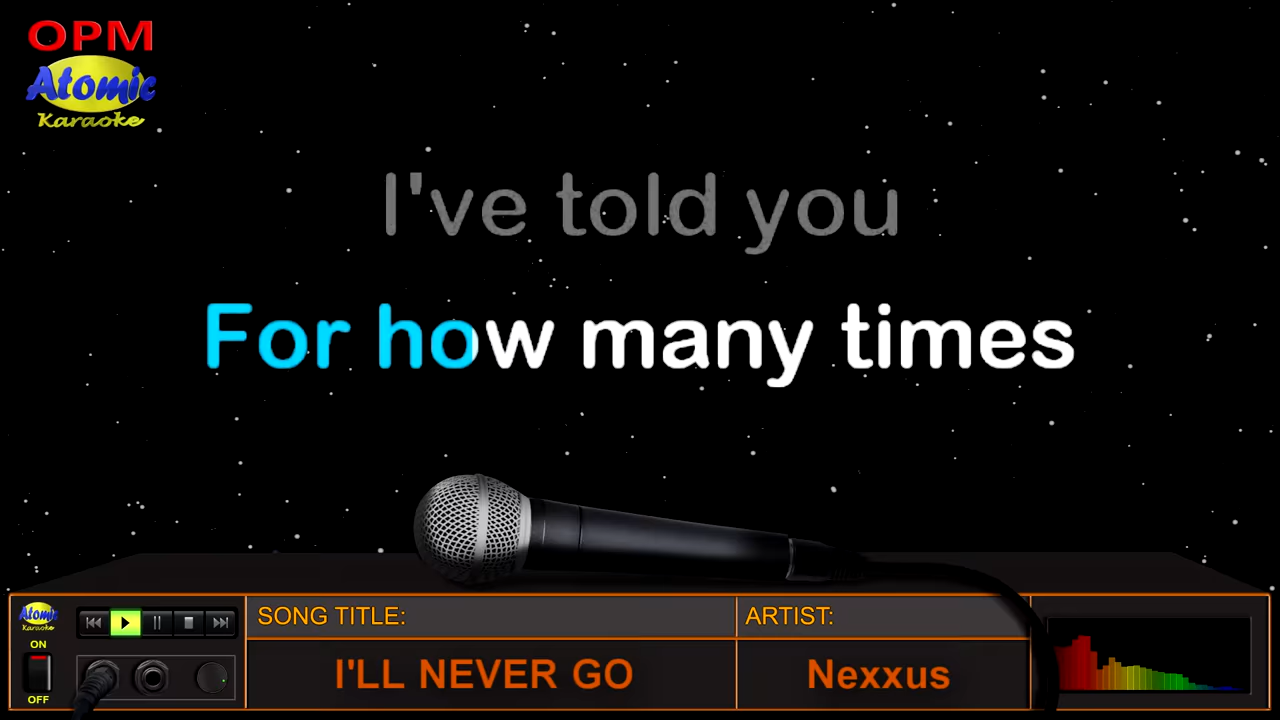 OPM
Atomic
Karaoke
I've told you
For how many times
Atomic
Karaoke
ON
OFF
SONG TITLE:
I'LL NEVER GO
ARTIST:
Nexxus